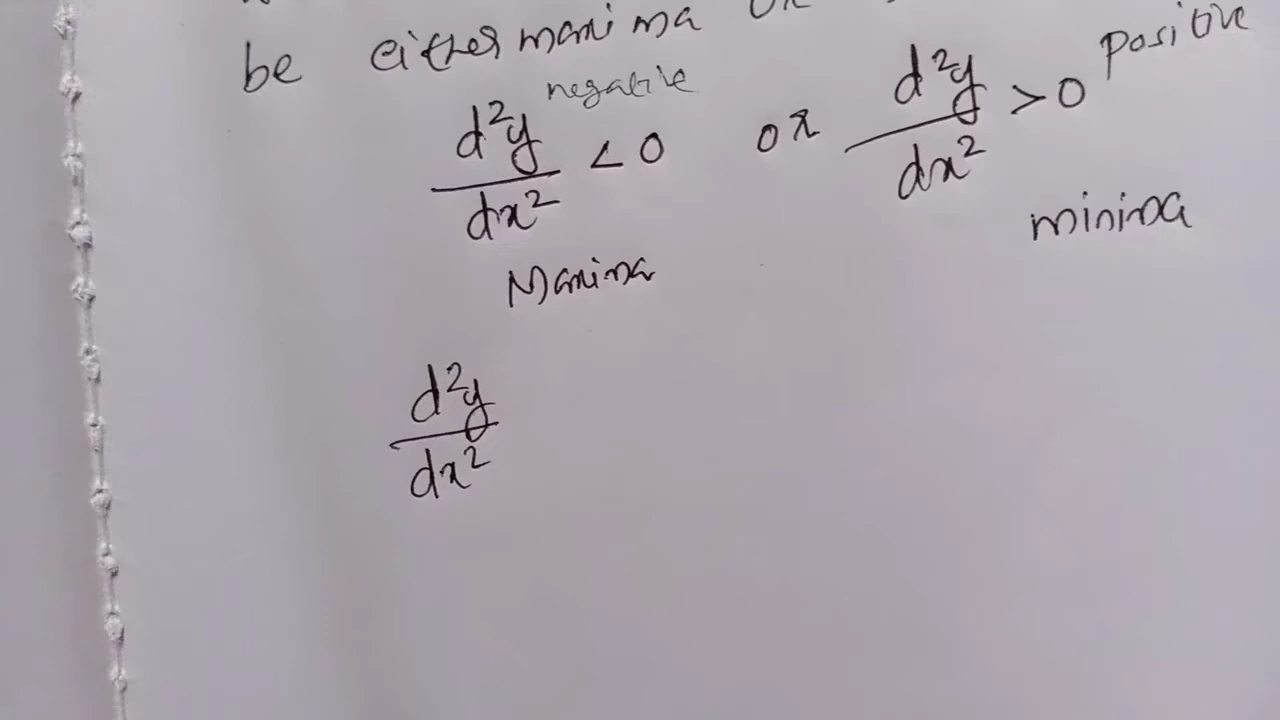 be either maxima or
negative positive
d²y/dx² < 0 or d²y/dx² > 0
Maxima minima
d²y/dx²